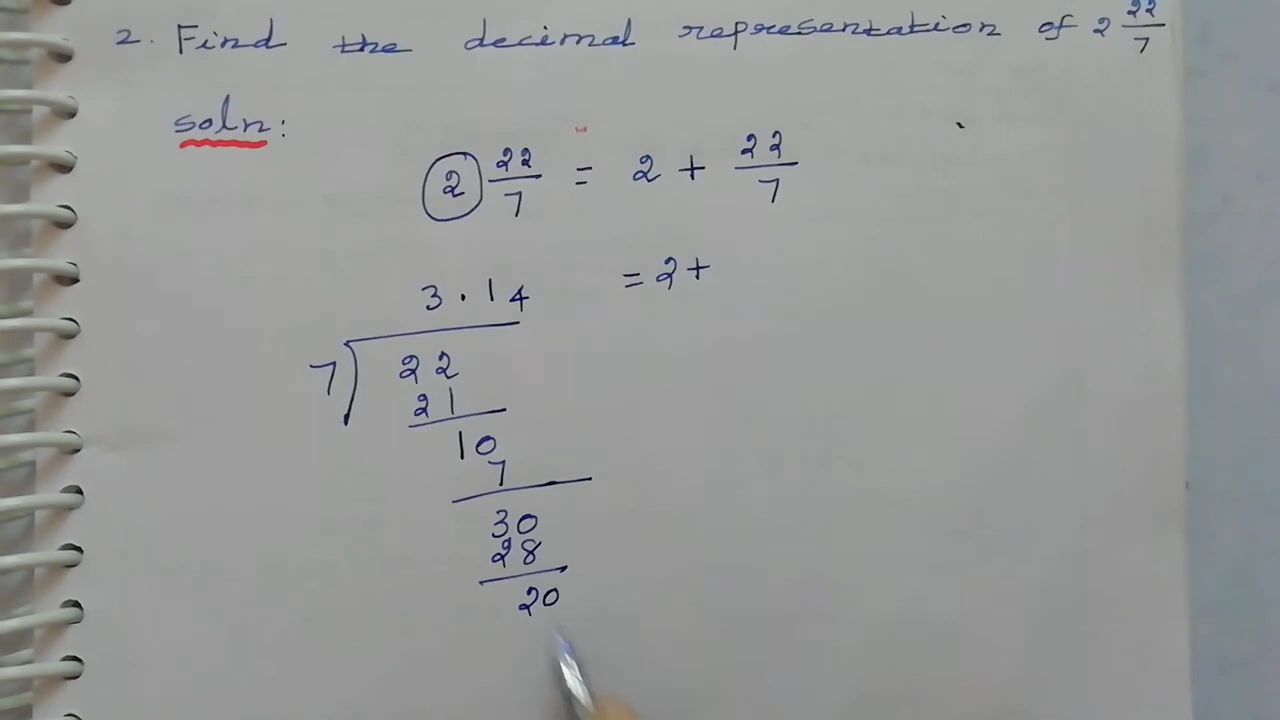 2. Find the decimal representation of 2 22/7
soln:
2 22/7 = 2 + 22/7
= 2 +
3.14
7 ) 22
21
10
7
30
28
20